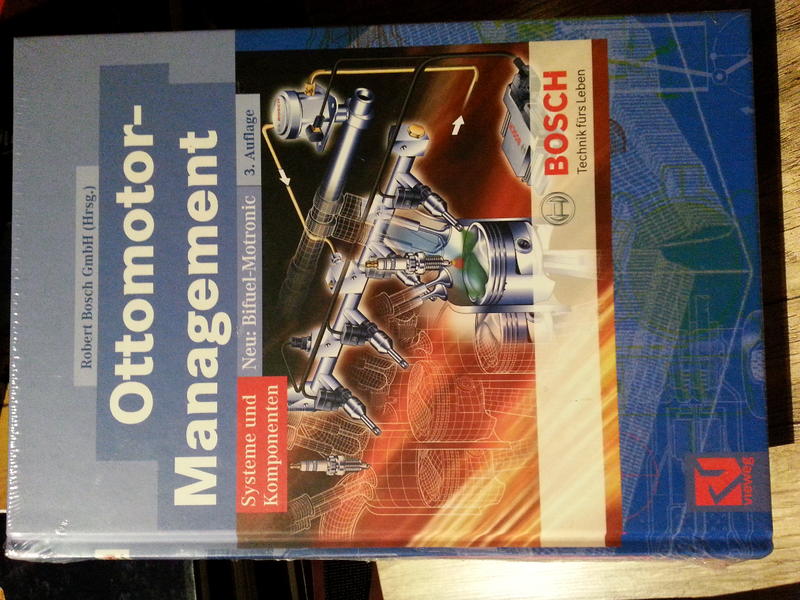 Robert Bosch GmbH (Hrsg.)
Ottomotor-
Management
Systeme und
Komponenten
Neu: Bifuel-Motronic
3. Auflage
BOSCH
Technik fürs Leben
vieweg